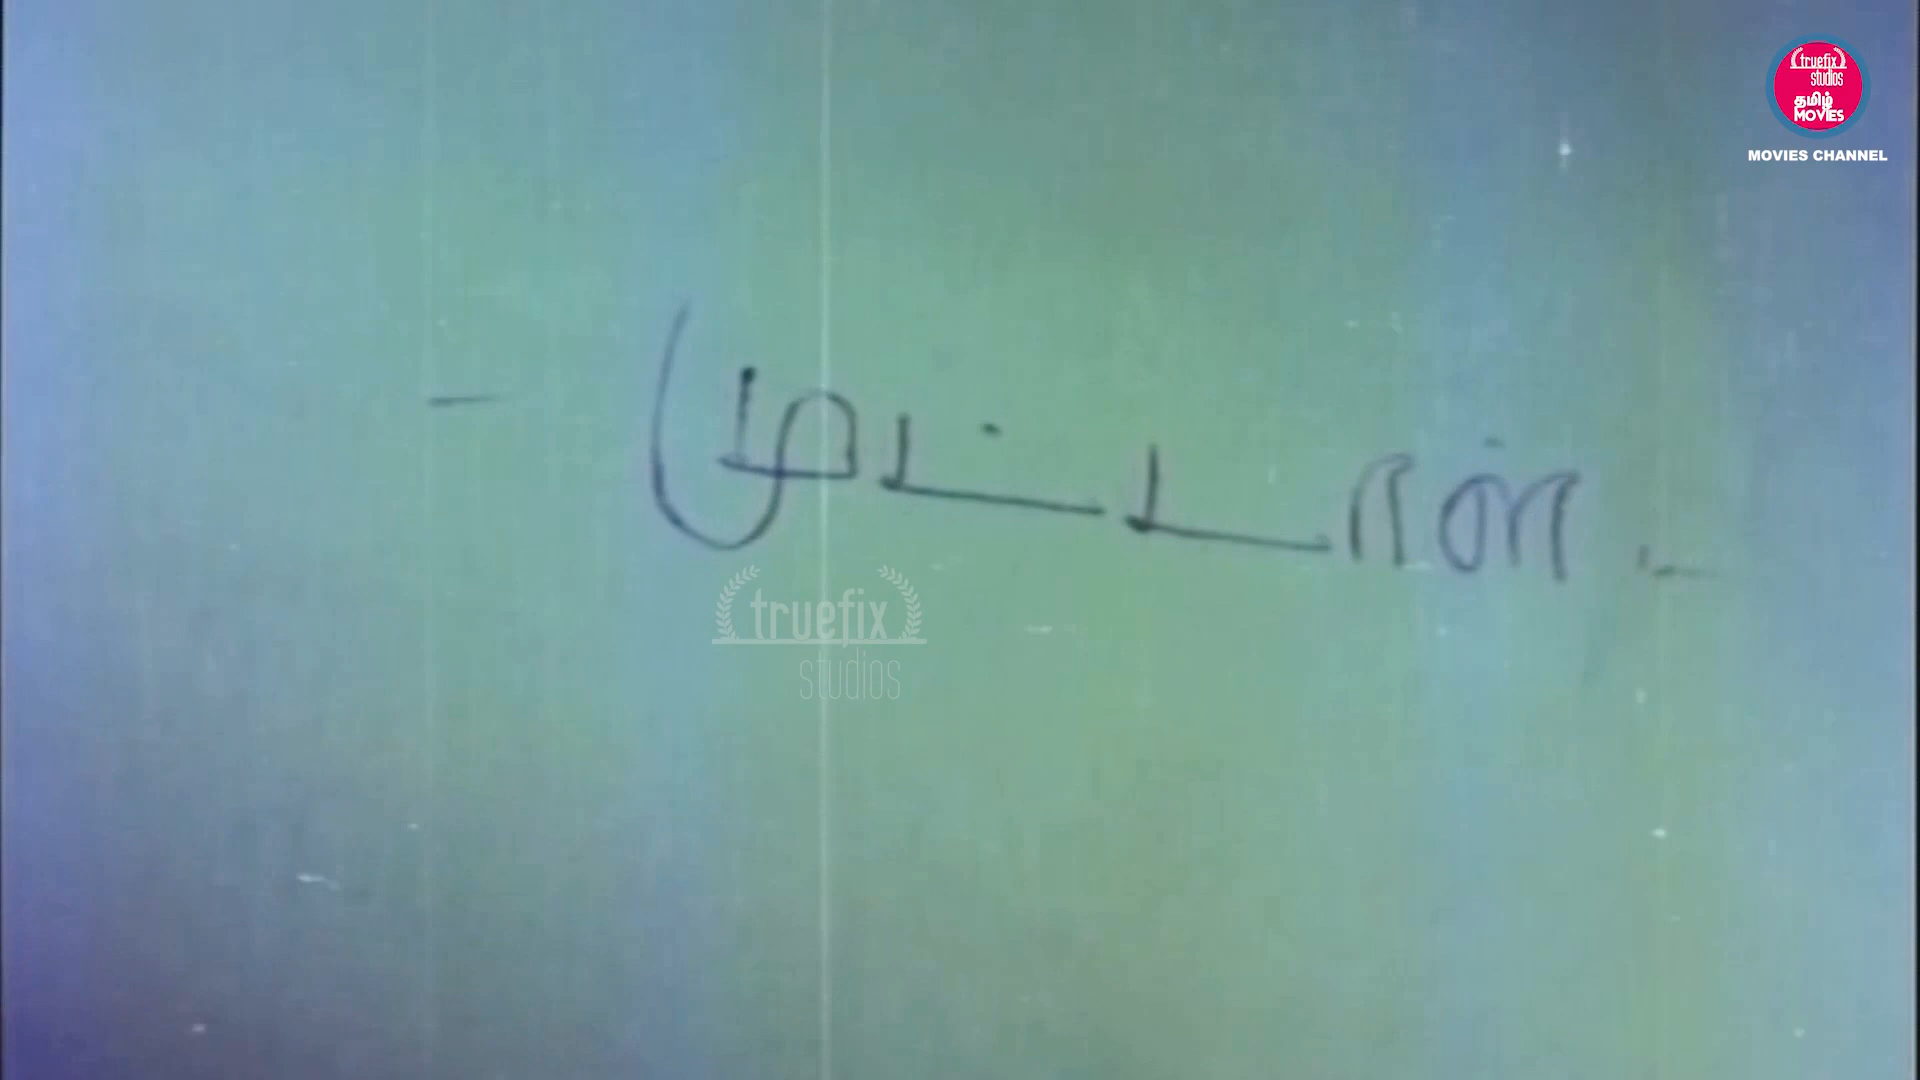 truefix
studios
தமிழ்
MOVIES
MOVIES CHANNEL
- முட்டாள் .-
truefix
studios